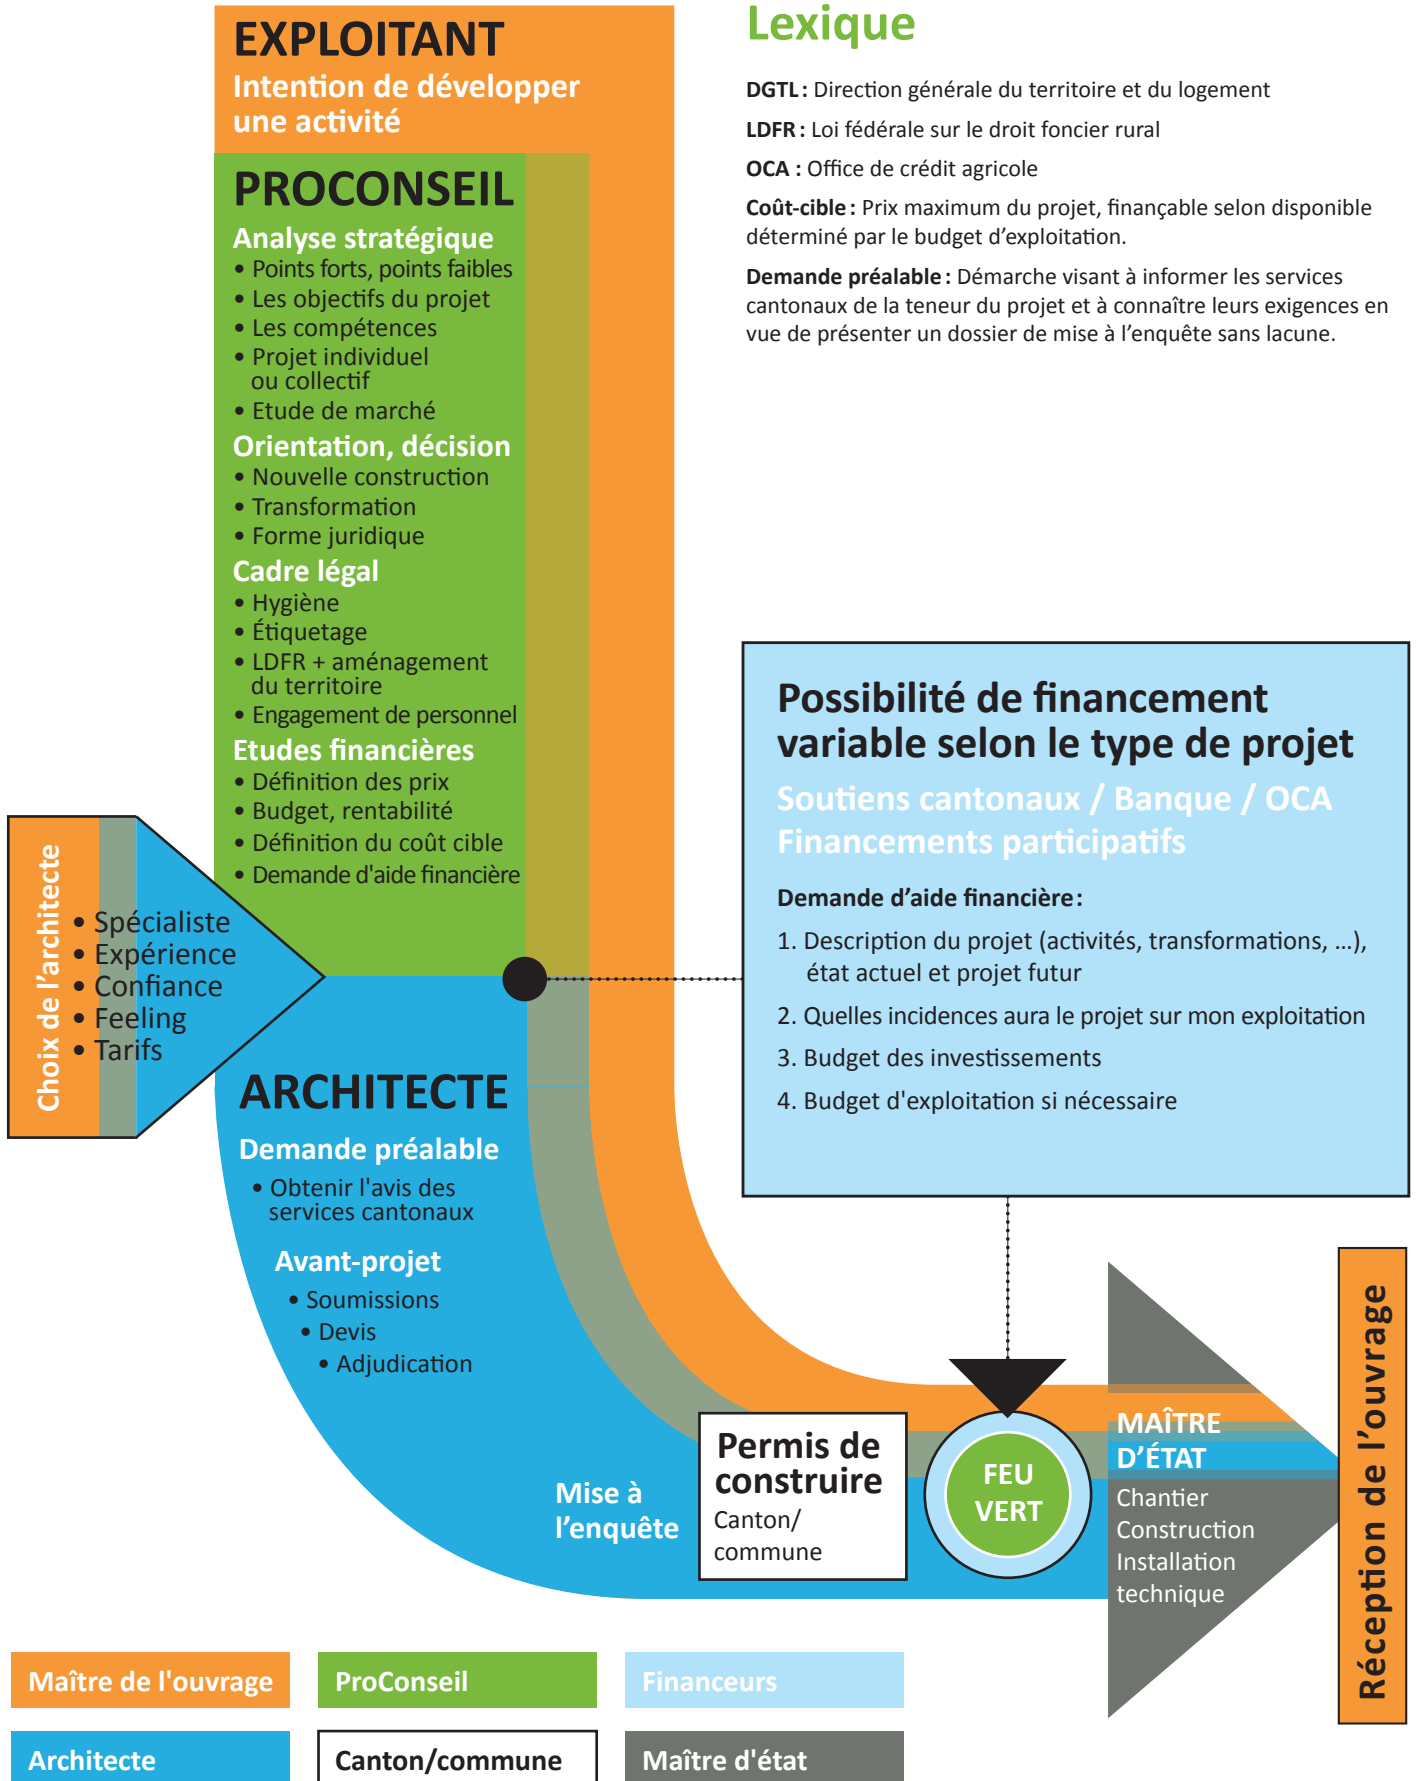 EXPLOITANT
Intention de développer
une activité
PROCONSEIL
Analyse stratégique
• Points forts, points faibles
• Les objectifs du projet
• Les compétences
• Projet individuel
ou collectif
• Etude de marché
Orientation, décision
• Nouvelle construction
• Transformation
• Forme juridique
Cadre légal
• Hygiène
• Étiquetage
• LDFR + aménagement
du territoire
• Engagement de personnel
Etudes financières
• Définition des prix
• Budget, rentabilité
• Définition du coût cible
• Demande d'aide financière
Lexique
DGTL : Direction générale du territoire et du logement
LDFR : Loi fédérale sur le droit foncier rural
OCA : Office de crédit agricole
Coût-cible : Prix maximum du projet, finançable selon disponible
déterminé par le budget d’exploitation.
Demande préalable : Démarche visant à informer les services
cantonaux de la teneur du projet et à connaître leurs exigences en
vue de présenter un dossier de mise à l’enquête sans lacune.
Choix de l’architecte
• Spécialiste
• Expérience
• Confiance
• Feeling
• Tarifs
Possibilité de financement
variable selon le type de projet
Soutiens cantonaux / Banque / OCA
Financements participatifs
Demande d’aide financière :
1. Description du projet (activités, transformations, ...),
état actuel et projet futur
2. Quelles incidences aura le projet sur mon exploitation
3. Budget des investissements
4. Budget d'exploitation si nécessaire
ARCHITECTE
Demande préalable
• Obtenir l'avis des
services cantonaux
Avant-projet
• Soumissions
• Devis
• Adjudication
Mise à
l’enquête
Permis de
construire
Canton/
commune
FEU
VERT
MAÎTRE
D’ÉTAT
Chantier
Construction
Installation
technique
Réception de l’ouvrage
Maître de l'ouvrage
ProConseil
Financeurs
Architecte
Canton/commune
Maître d'état